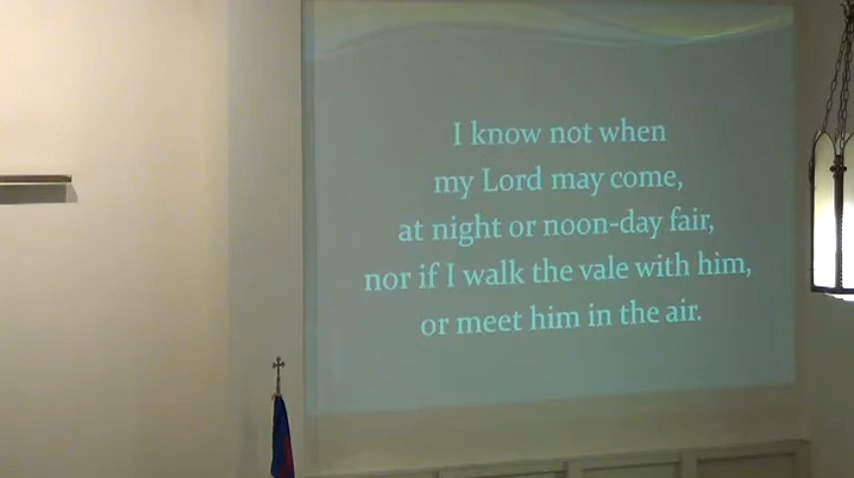 I know not when
my Lord may come,
at night or noon-day fair,
nor if I walk the vale with him,
or meet him in the air.